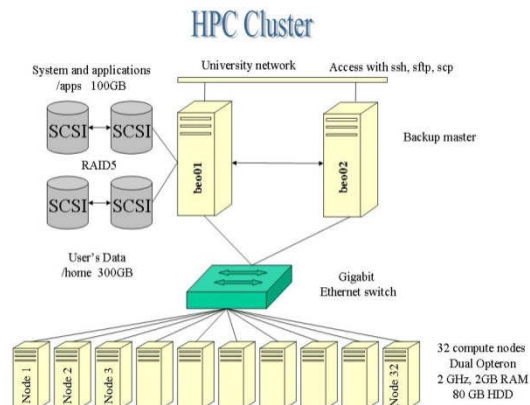 HPC Cluster
System and applications
/apps 100GB
University network
Access with ssh, sftp, scp
SCSI
SCSI
RAID5
SCSI
SCSI
beo01
beo02
Backup master
User's Data
/home 300GB
Gigabit
Ethernet switch
Node 1
Node 2
Node 3
Node 32
32 compute nodes
Dual Opteron
2 GHz, 2GB RAM
80 GB HDD